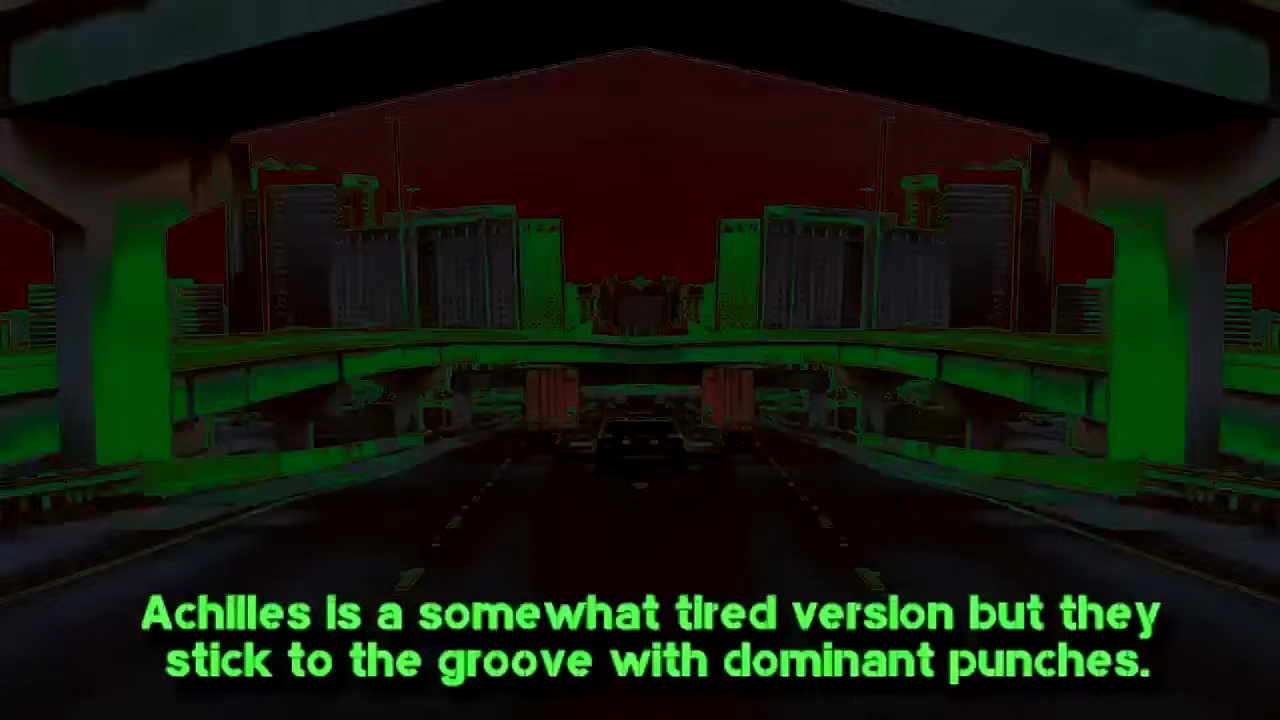 Achilles is a somewhat tired version but they
stick to the groove with dominant punches.